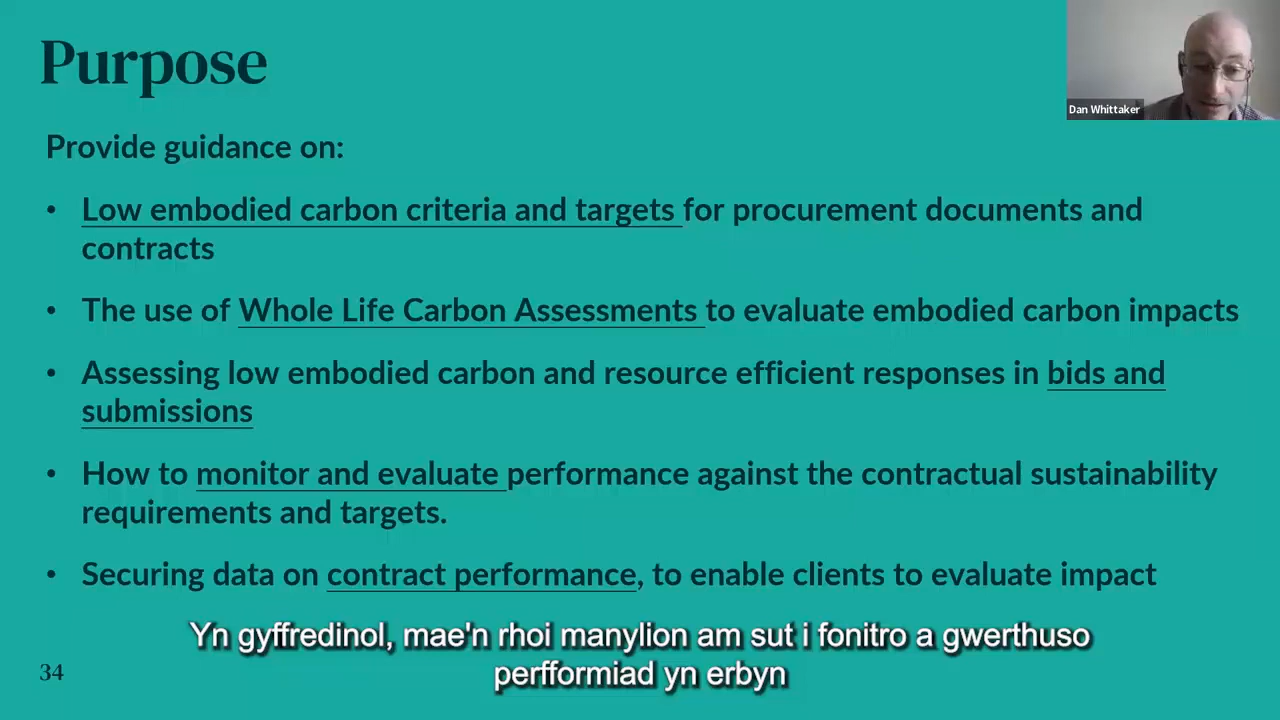 Purpose
Dan Whittaker
Provide guidance on:
• Low embodied carbon criteria and targets for procurement documents and
contracts
• The use of Whole Life Carbon Assessments to evaluate embodied carbon impacts
• Assessing low embodied carbon and resource efficient responses in bids and
submissions
• How to monitor and evaluate performance against the contractual sustainability
requirements and targets.
• Securing data on contract performance, to enable clients to evaluate impact
Yn gyffredinol, mae'n rhoi manylion am sut i fonitro a gwerthuso
perfformiad yn erbyn
34